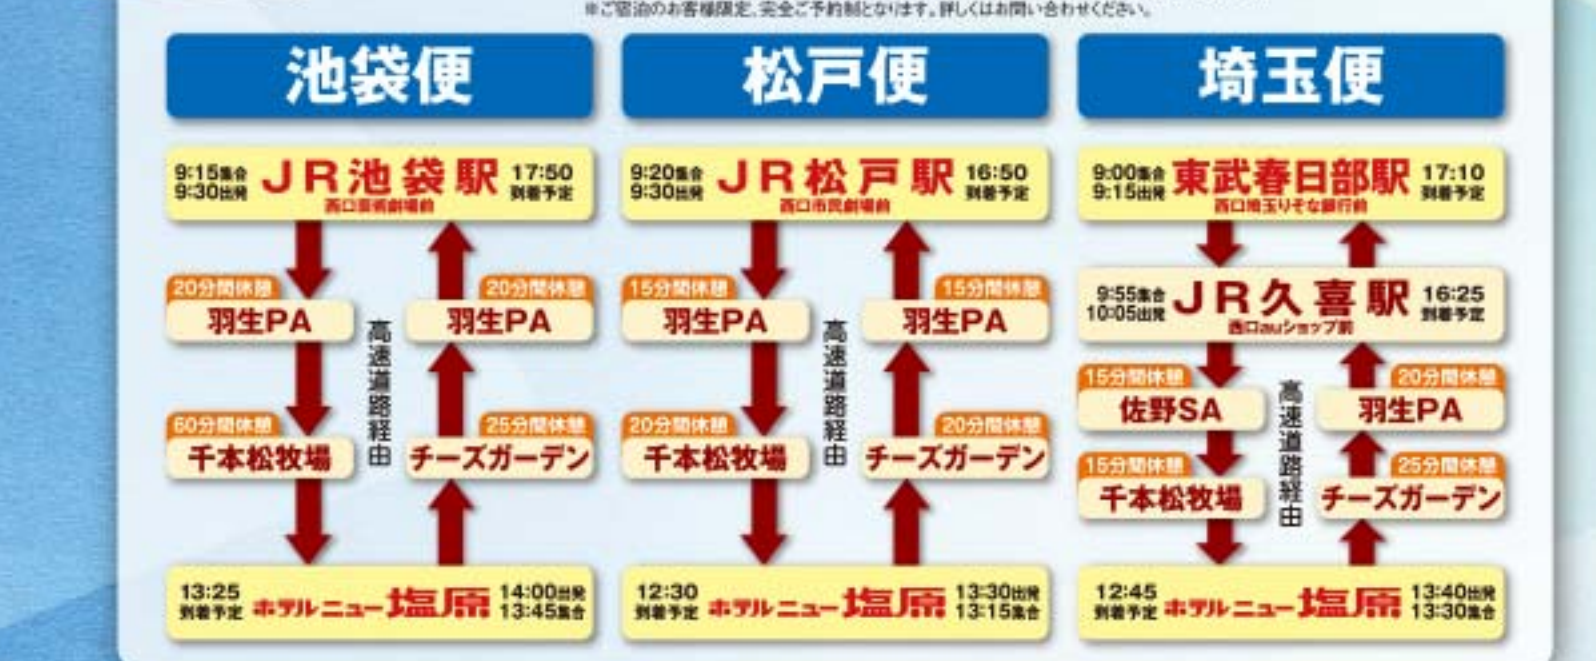 ※ご宿泊のお客様限定、完全ご予約制となります。詳しくはお問い合わせください。
池袋便
9:15集合
9:30出発
JR池袋駅
西口芸術劇場前
17:50
到着予定
20分間休憩
羽生PA
20分間休憩
羽生PA
高速道路経由
60分間休憩
千本松牧場
25分間休憩
チーズガーデン
13:25
到着予定
ホテルニュー塩原
14:00出発
13:45集合
松戸便
9:20集合
9:30出発
JR松戸駅
西口市民劇場前
16:50
到着予定
15分間休憩
羽生PA
15分間休憩
羽生PA
高速道路経由
20分間休憩
千本松牧場
20分間休憩
チーズガーデン
12:30
到着予定
ホテルニュー塩原
13:30出発
13:15集合
埼玉便
9:00集合
9:15出発
東武春日部駅
西口埼玉りそな銀行前
17:10
到着予定
9:55集合
10:05出発
JR久喜駅
西口auショップ前
16:25
到着予定
15分間休憩
佐野SA
20分間休憩
羽生PA
高速道路経由
15分間休憩
千本松牧場
25分間休憩
チーズガーデン
12:45
到着予定
ホテルニュー塩原
13:40出発
13:30集合